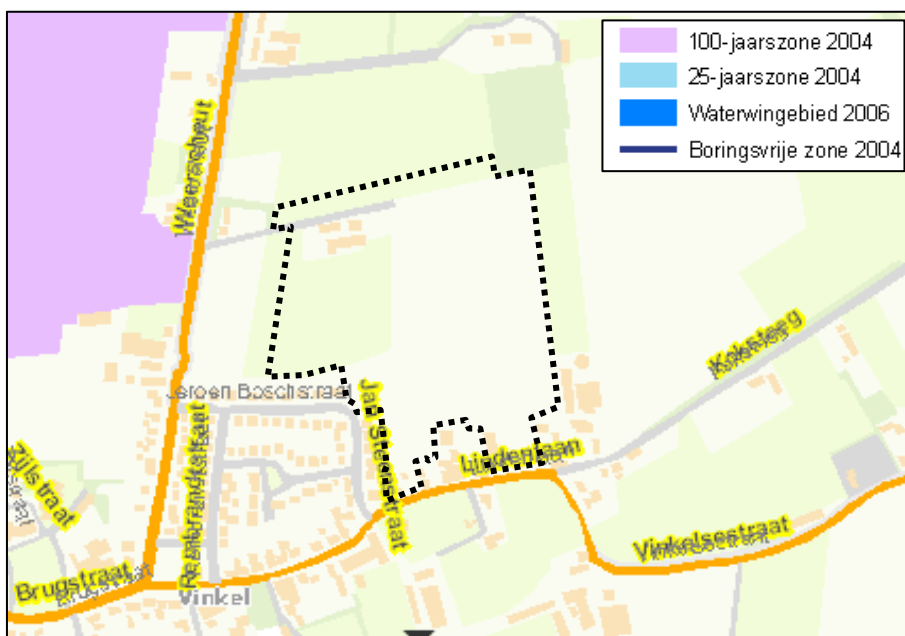 100-jaarszone 2004
25-jaarszone 2004
Waterwingebied 2006
Boringsvrije zone 2004
Weerscheut
Koksteeg
Jeroen Boschstraat
Jan Steenstraat
Rembrandtstraat
Lindenlaan
Zijlstraat
Vinkelsestraat
Brugstraat
Brugstraat
Vinkel